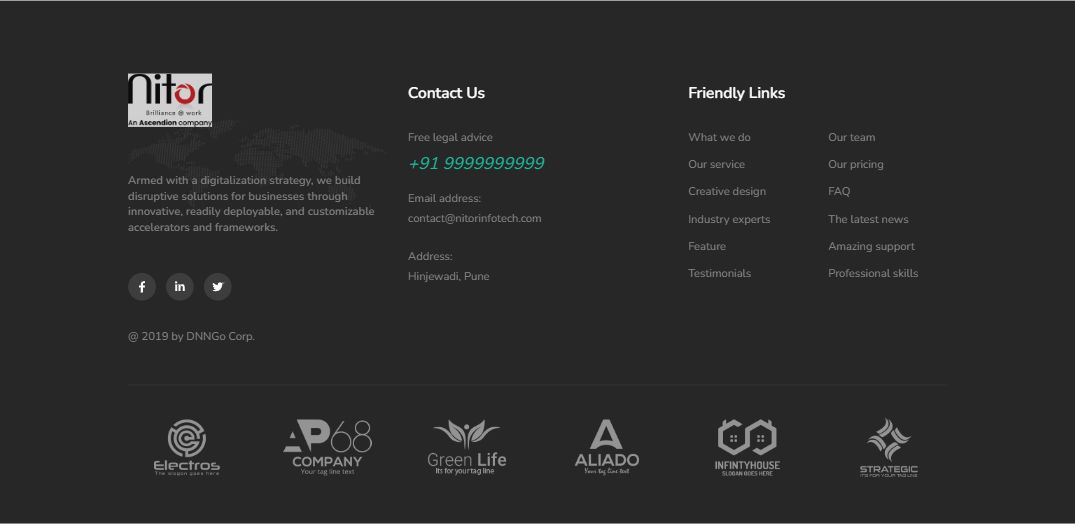 Nitor
Brilliance @ work
An Ascendion company
Armed with a digitalization strategy, we build
disruptive solutions for businesses through
innovative, readily deployable, and customizable
accelerators and frameworks.
@ 2019 by DNNGo Corp.
Contact Us
Free legal advice
+91 9999999999
Email address:
contact@nitorinfotech.com
Address:
Hinjewadi, Pune
Friendly Links
What we do
Our service
Creative design
Industry experts
Feature
Testimonials
Our team
Our pricing
FAQ
The latest news
Amazing support
Professional skills
Electros
The slogan goes here
AP68
COMPANY
Your tag line text
Green Life
Its for your tag line
ALIADO
Your tag line text
INFINTYHOUSE
SLOGAN GOES HERE
STRATEGIC
IT'S FOR YOUR TAG LINE